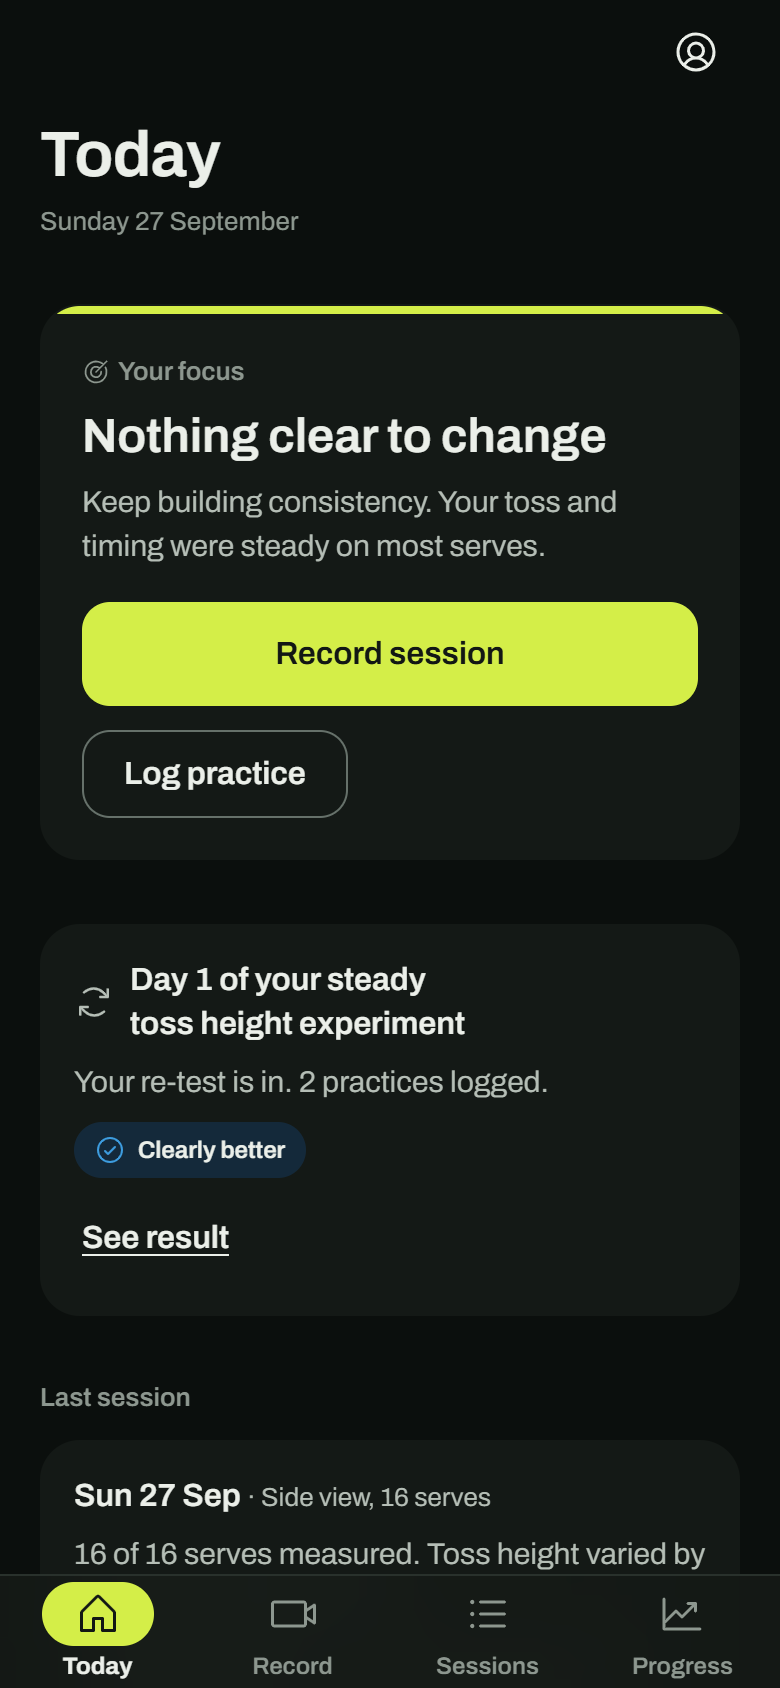 Today
Sunday 27 September
Your focus
Nothing clear to change
Keep building consistency. Your toss and
timing were steady on most serves.
Record session
Log practice
Day 1 of your steady
toss height experiment
Your re-test is in. 2 practices logged.
Clearly better
See result
Last session
Sun 27 Sep · Side view, 16 serves
16 of 16 serves measured. Toss height varied by
Today
Record
Sessions
Progress